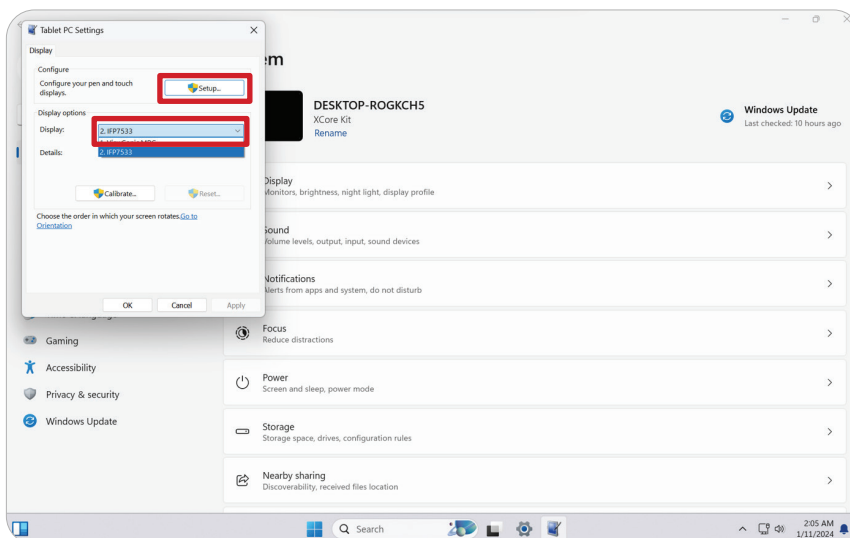 Tablet PC Settings
Display
Configure
Configure your pen and touch
displays.
Setup...
Display options
Display:
2. IFP7533
2. IFP7533
Details:
Calibrate...
Reset...
Choose the order in which your screen rotates.Go to
Orientation
OK
Cancel
Apply
em
DESKTOP-ROGKCH5
XCore Kit
Rename
Windows Update
Last checked: 10 hours ago
Display
Monitors, brightness, night light, display profile
Sound
Volume levels, output, input, sound devices
Notifications
Alerts from apps and system, do not disturb
Focus
Reduce distractions
Power
Screen and sleep, power mode
Storage
Storage space, drives, configuration rules
Nearby sharing
Discoverability, received files location
Gaming
Accessibility
Privacy & security
Windows Update
Search
2:05 AM
1/11/2024